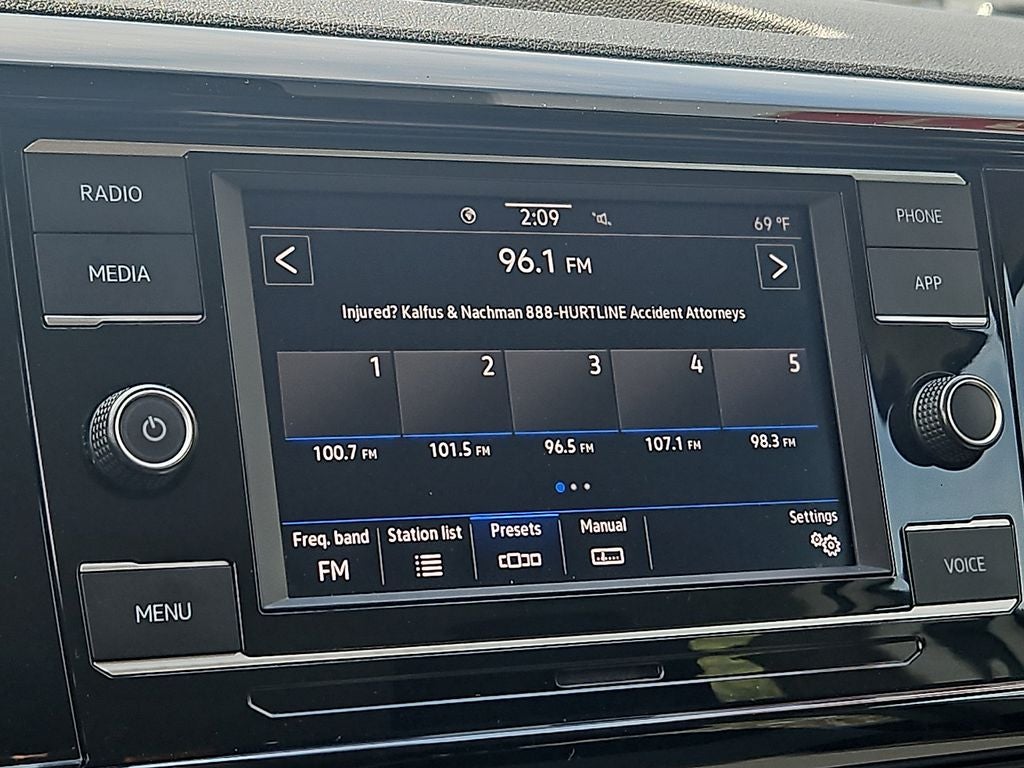 RADIO
MEDIA
MENU
2:09
69 °F
<
96.1 FM
>
Injured? Kalfus & Nachman 888-HURTLINE Accident Attorneys
1 2 3 4 5
100.7 FM 101.5 FM 96.5 FM 107.1 FM 98.3 FM
Freq. band Station list Presets Manual Settings
FM
PHONE
APP
VOICE